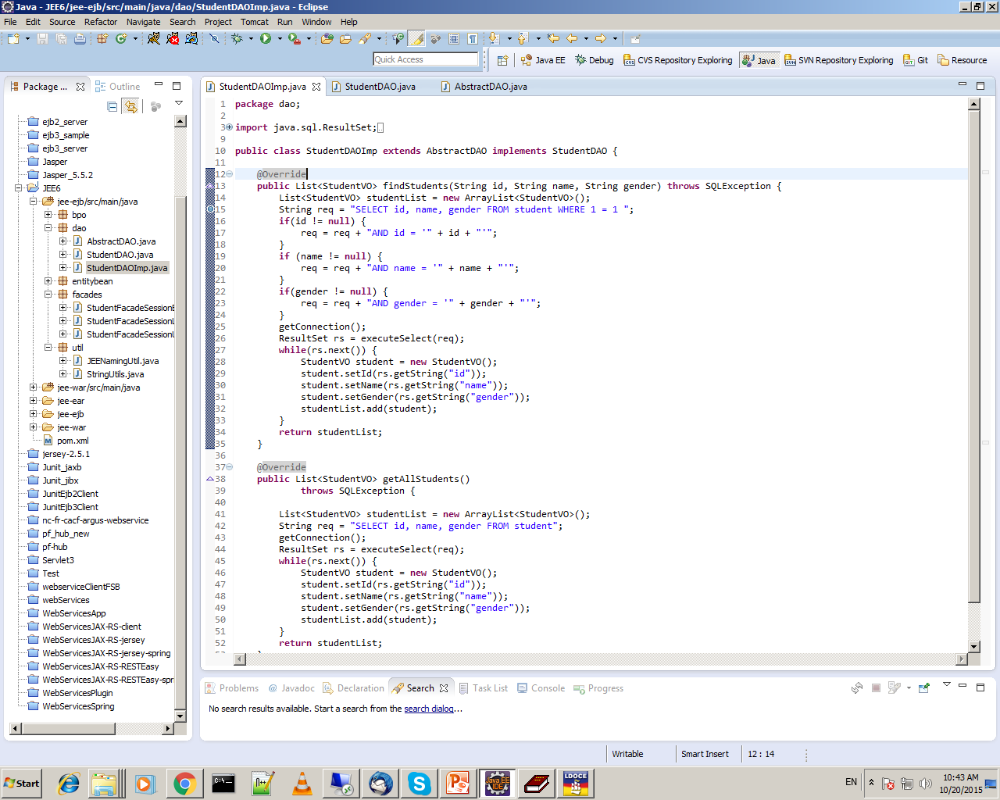 Java - JEE6/jee-ejb/src/main/java/dao/StudentDAOImp.java - Eclipse
File Edit Source Refactor Navigate Search Project Tomcat Run Window Help
Quick Access
Java EE Debug CVS Repository Exploring Java SVN Repository Exploring Git Resource
Package ... Outline
ejb2_server
ejb3_sample
ejb3_server
Jasper
Jasper_5.5.2
JEE6
jee-ejb/src/main/java
bpo
dao
AbstractDAO.java
StudentDAO.java
StudentDAOImp.java
entitybean
facades
StudentFacadeSessionE
StudentFacadeSessionL
StudentFacadeSessionU
util
JEENamingUtil.java
StringUtils.java
jee-war/src/main/java
jee-ear
jee-ejb
jee-war
pom.xml
jersey-2.5.1
Junit_jaxb
Junit_jibx
JunitEjb2Client
JunitEjb3Client
nc-fr-cacf-argus-webservice
pf_hub_new
pf-hub
Servlet3
Test
webserviceClientFSB
webServices
WebServicesApp
WebServicesJAX-RS-client
WebServicesJAX-RS-jersey
WebServicesJAX-RS-jersey-spring
WebServicesJAX-RS-RESTEasy
WebServicesJAX-RS-RESTEasy-spri
WebServicesPlugin
WebServicesSpring
StudentDAOImp.java StudentDAO.java AbstractDAO.java
1 package dao;
2
3 import java.sql.ResultSet;
9
10 public class StudentDAOImp extends AbstractDAO implements StudentDAO {
11
12 @Override
13 public List<StudentVO> findStudents(String id, String name, String gender) throws SQLException {
14 List<StudentVO> studentList = new ArrayList<StudentVO>();
15 String req = "SELECT id, name, gender FROM student WHERE 1 = 1 ";
16 if(id != null) {
17 req = req + "AND id = '" + id + "'";
18 }
19 if (name != null) {
20 req = req + "AND name = '" + name + "'";
21 }
22 if(gender != null) {
23 req = req + "AND gender = '" + gender + "'";
24 }
25 getConnection();
26 ResultSet rs = executeSelect(req);
27 while(rs.next()) {
28 StudentVO student = new StudentVO();
29 student.setId(rs.getString("id"));
30 student.setName(rs.getString("name"));
31 student.setGender(rs.getString("gender"));
32 studentList.add(student);
33 }
34 return studentList;
35 }
36
37 @Override
38 public List<StudentVO> getAllStudents()
39 throws SQLException {
40
41 List<StudentVO> studentList = new ArrayList<StudentVO>();
42 String req = "SELECT id, name, gender FROM student";
43 getConnection();
44 ResultSet rs = executeSelect(req);
45 while(rs.next()) {
46 StudentVO student = new StudentVO();
47 student.setId(rs.getString("id"));
48 student.setName(rs.getString("name"));
49 student.setGender(rs.getString("gender"));
50 studentList.add(student);
51 }
52 return studentList;
Problems @ Javadoc Declaration Search Task List Console Progress
No search results available. Start a search from the search dialog...
Writable Smart Insert 12 : 14
Start Java EE IDE LDOCE EN 10:43 AM
10/20/2015